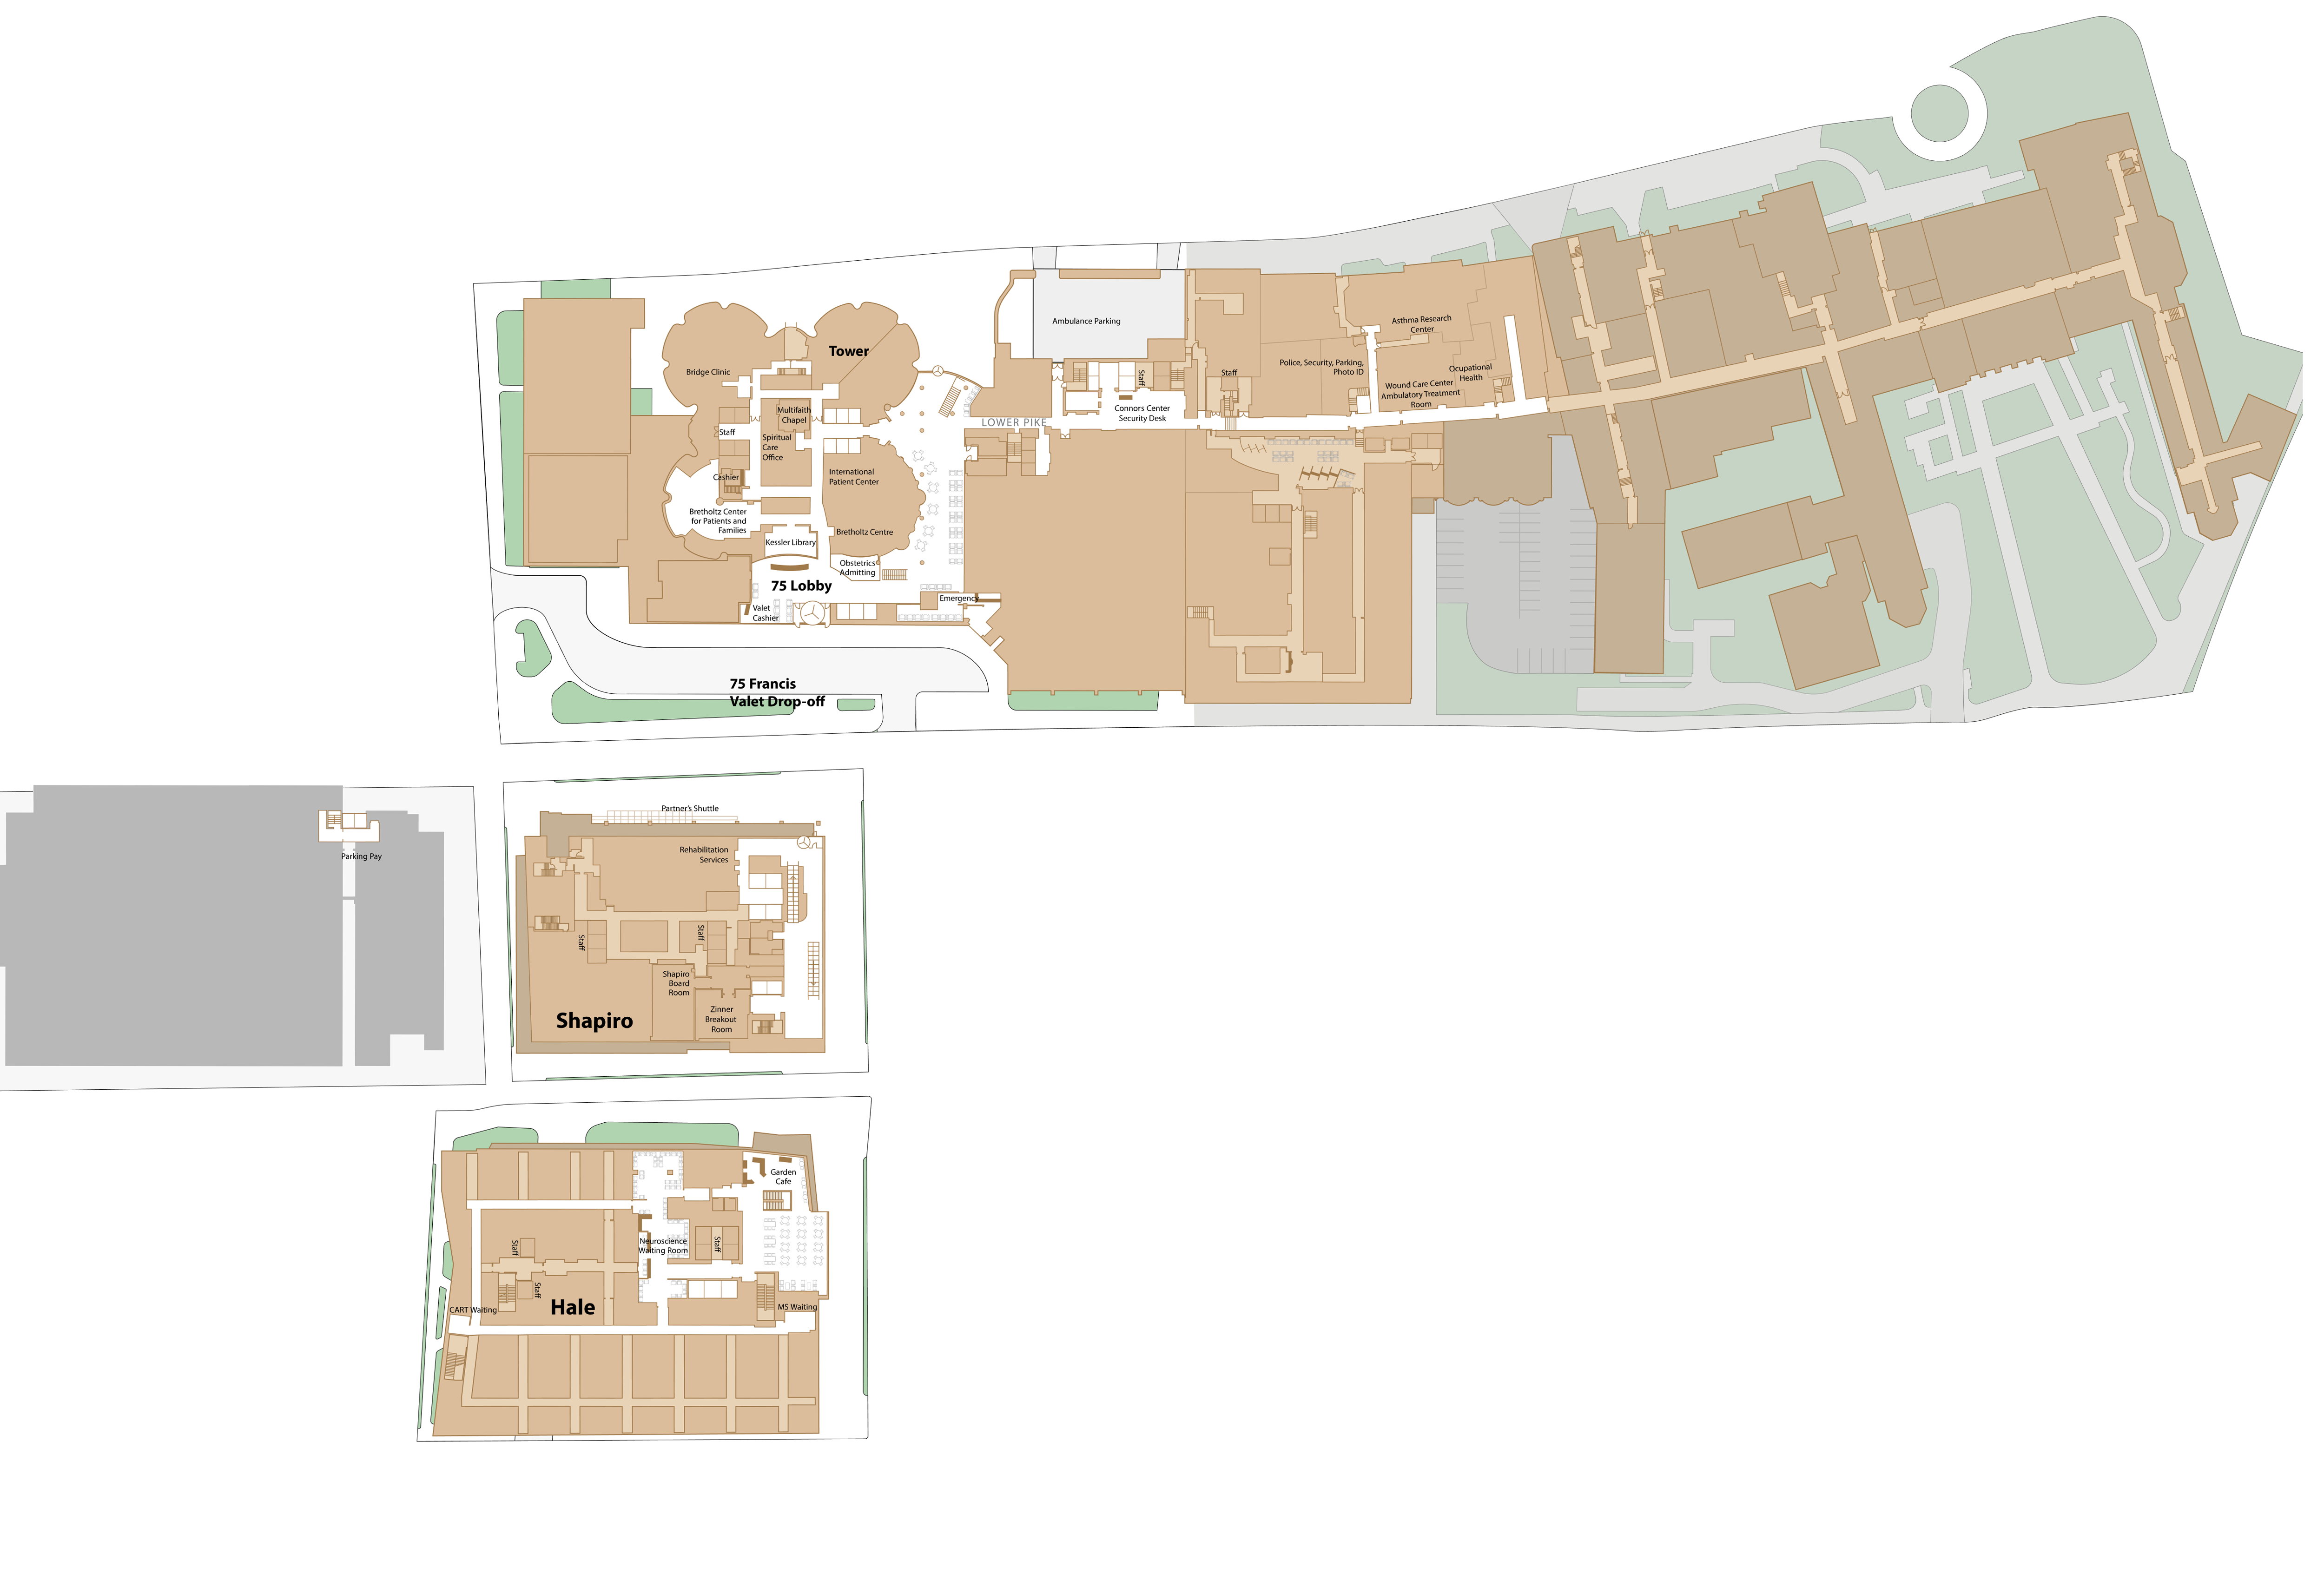 Ambulance Parking
Tower
Bridge Clinic
Multifaith
Chapel
Staff
Spiritual
Care
Office
Cashier
International
Patient Center
Bretholtz Center
for Patients and
Families
Bretholtz Centre
Kessler Library
Obstetrics
Admitting
75 Lobby
Valet
Cashier
Emergency
LOWER PIKE
Staff
Connors Center
Security Desk
Staff
Police, Security, Parking,
Photo ID
Asthma Research
Center
Ocupational
Health
Wound Care Center
Ambulatory Treatment
Room
75 Francis
Valet Drop-off
Parking Pay
Partner's Shuttle
Rehabilitation
Services
Staff
Staff
Shapiro
Board
Room
Zinner
Breakout
Room
Shapiro
Garden
Cafe
Neuroscience
Waiting Room
Staff
Staff
Staff
CART Waiting
Hale
MS Waiting